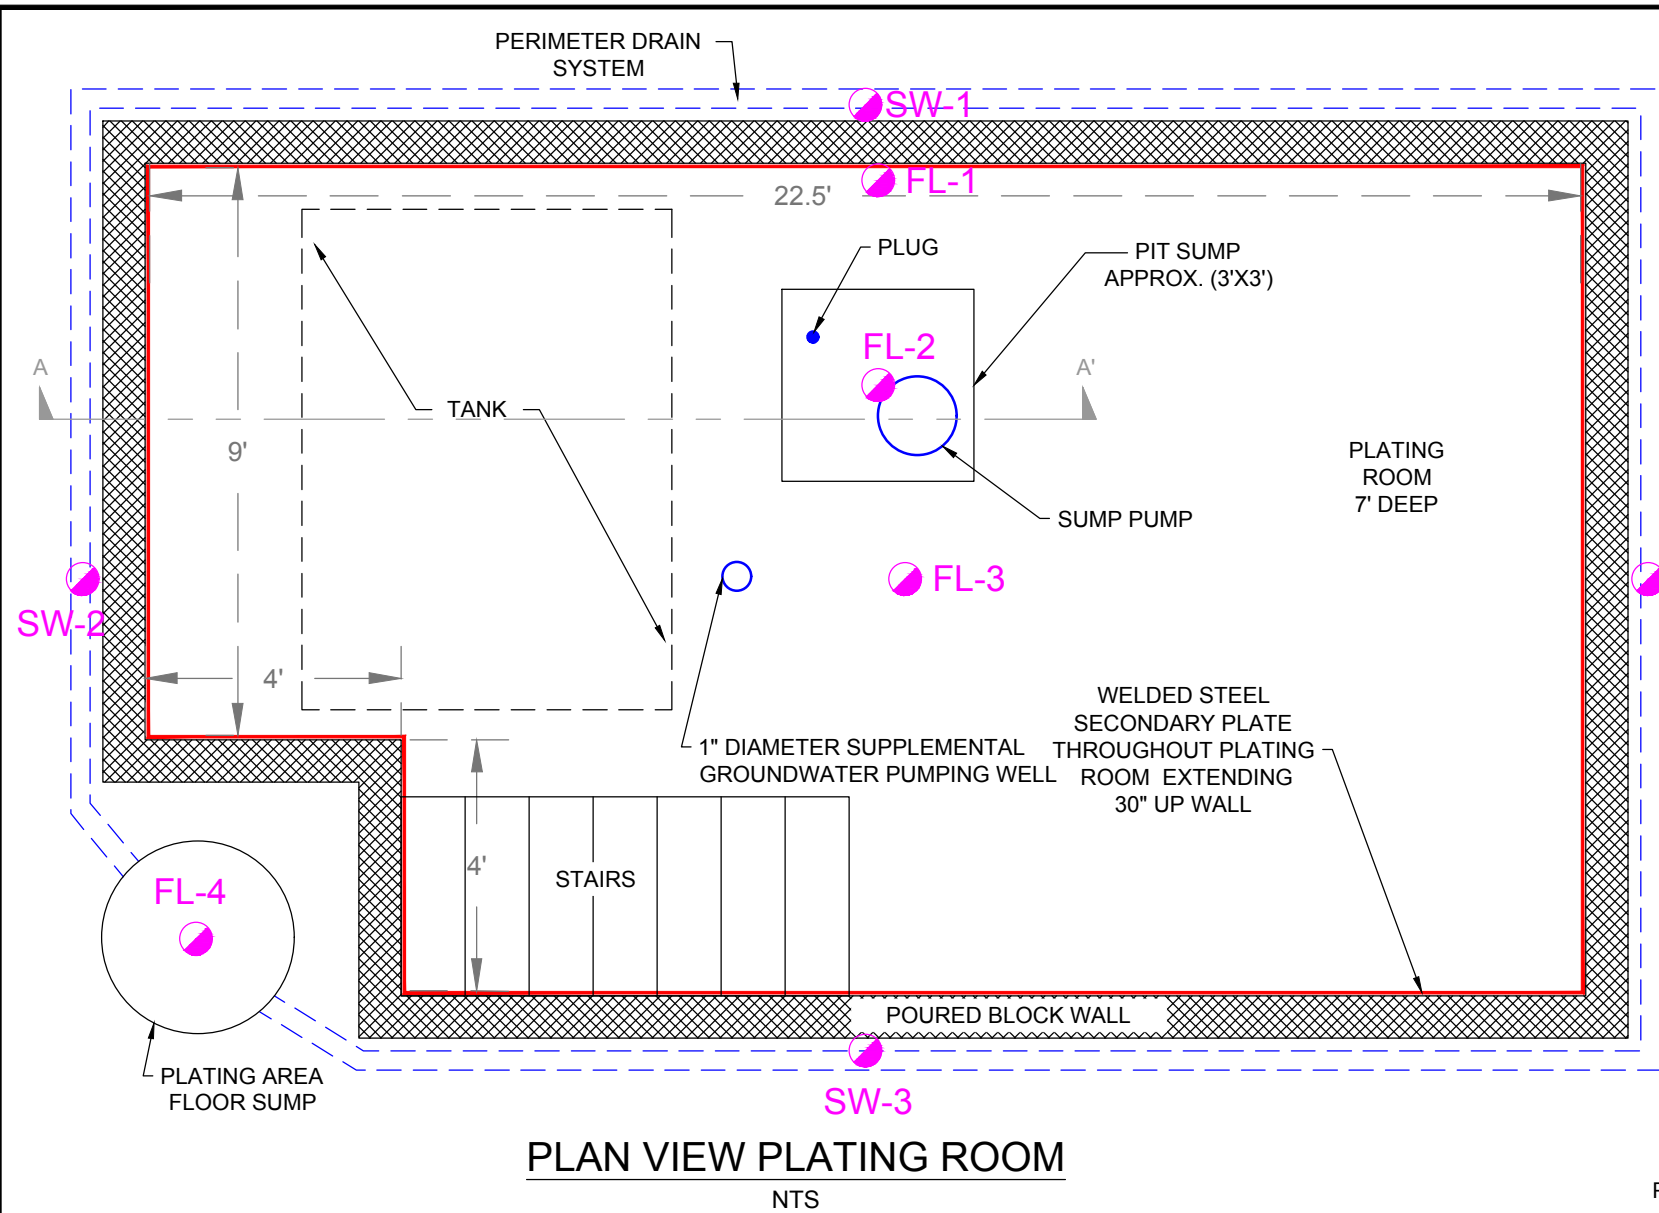 PERIMETER DRAIN
SYSTEM
SW-1
FL-1
22.5'
PLUG
PIT SUMP
APPROX. (3'X3')
FL-2
A
A'
TANK
9'
PLATING
ROOM
7' DEEP
SUMP PUMP
FL-3
SW-2
4'
WELDED STEEL
SECONDARY PLATE
THROUGHOUT PLATING
ROOM EXTENDING
30" UP WALL
1" DIAMETER SUPPLEMENTAL
GROUNDWATER PUMPING WELL
4'
STAIRS
FL-4
POURED BLOCK WALL
PLATING AREA
FLOOR SUMP
SW-3
PLAN VIEW PLATING ROOM
NTS